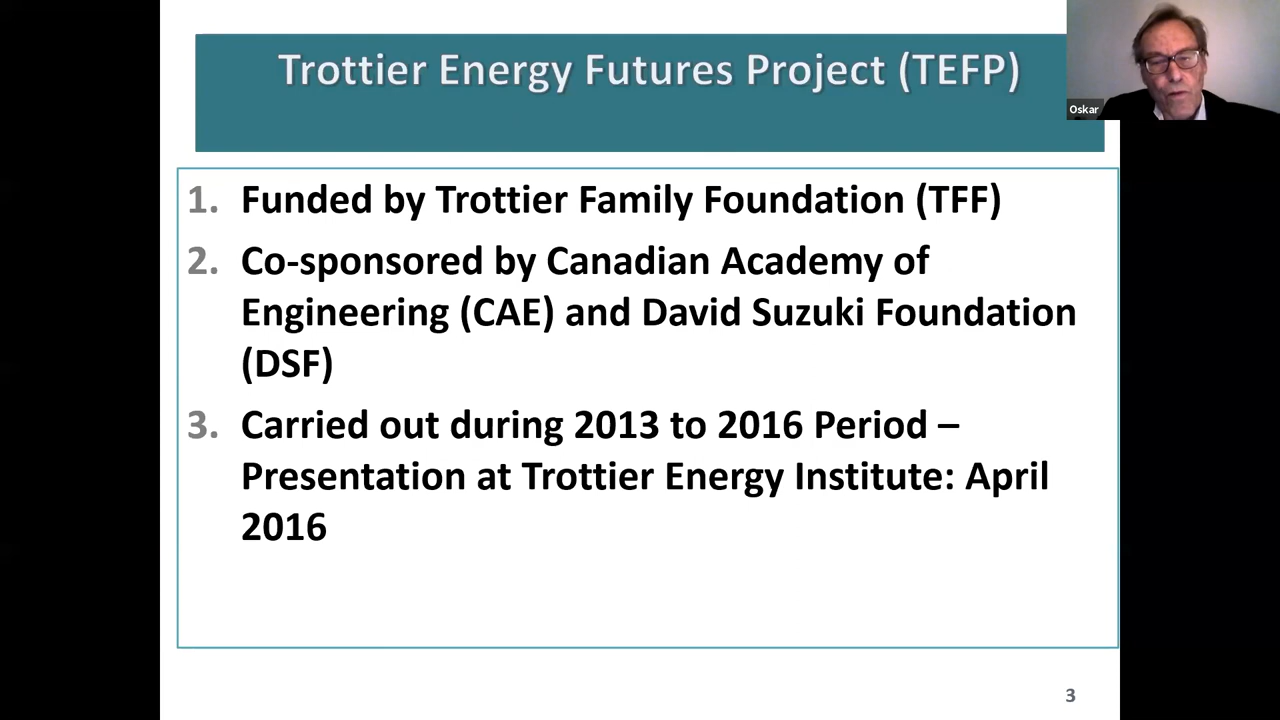 Trottier Energy Futures Project (TEFP)
Oskar
1. Funded by Trottier Family Foundation (TFF)
2. Co-sponsored by Canadian Academy of
Engineering (CAE) and David Suzuki Foundation
(DSF)
3. Carried out during 2013 to 2016 Period –
Presentation at Trottier Energy Institute: April
2016
3